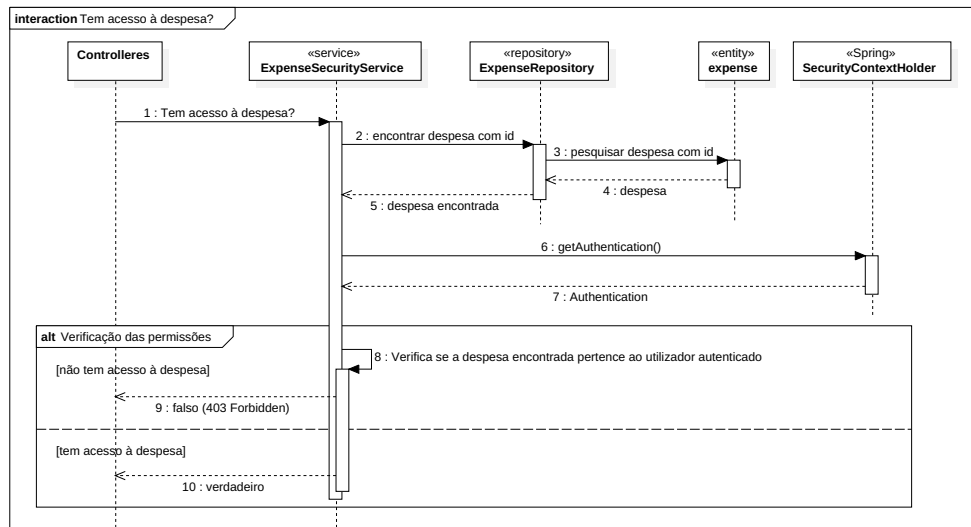 interaction Tem acesso à despesa?
Controlleres
«service»
ExpenseSecurityService
«repository»
ExpenseRepository
«entity»
expense
«Spring»
SecurityContextHolder
1 : Tem acesso à despesa?
2 : encontrar despesa com id
3 : pesquisar despesa com id
4 : despesa
5 : despesa encontrada
6 : getAuthentication()
7 : Authentication
alt Verificação das permissões
8 : Verifica se a despesa encontrada pertence ao utilizador autenticado
[não tem acesso à despesa]
9 : falso (403 Forbidden)
[tem acesso à despesa]
10 : verdadeiro